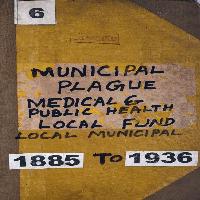 6
MUNICIPAL
PLAGUE
MEDICAL &
PUBLIC HEALTH
LOCAL FUND
LOCAL MUNICIPAL
1885 TO 1936